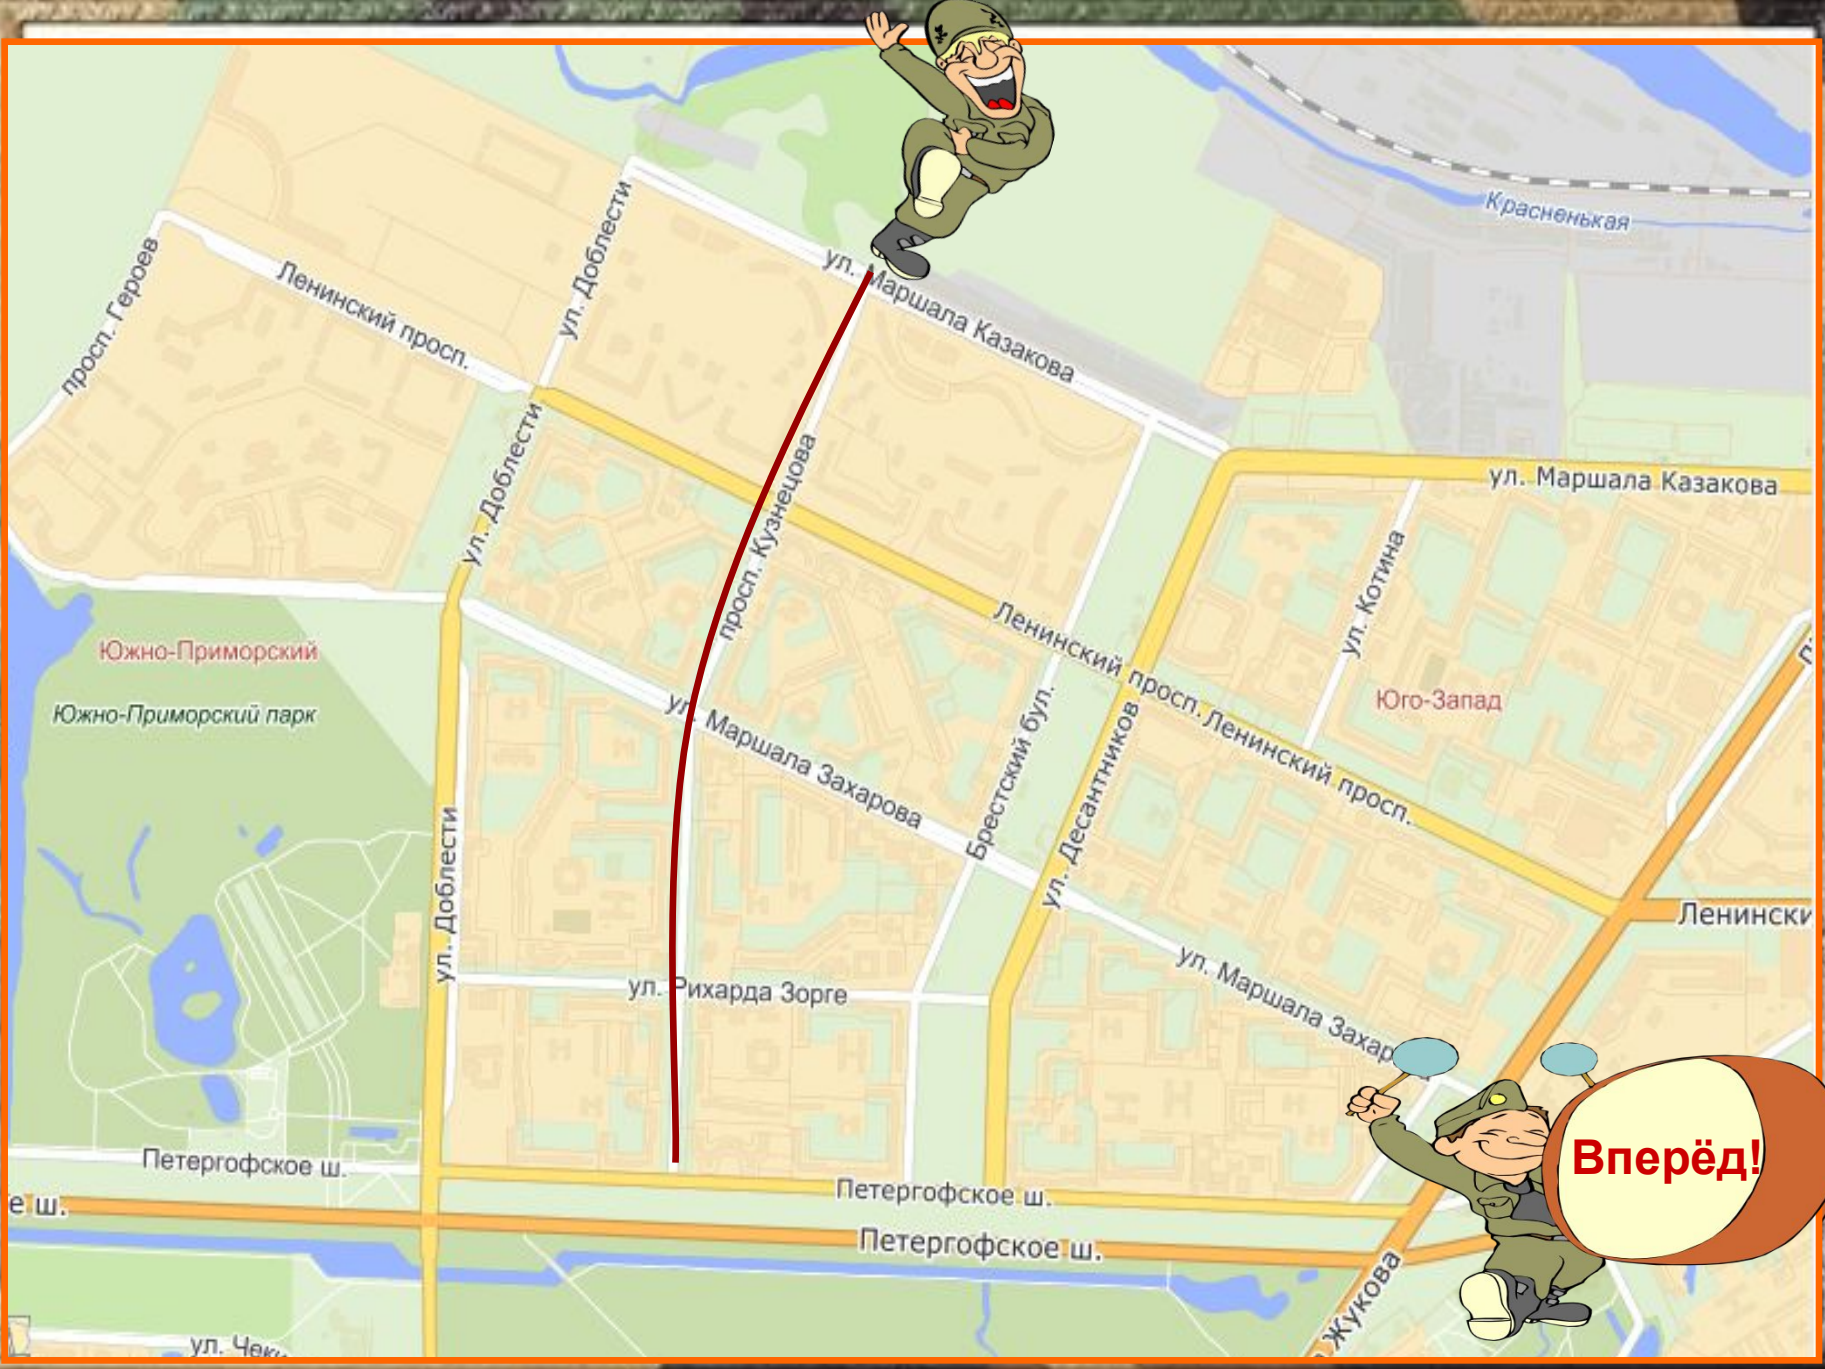 Красненькая
ул. Доблести
просп. Героев
Ленинский просп.
ул. Маршала Казакова
ул. Доблести
просп. Кузнецова
ул. Маршала Казакова
ул. Котина
Ленинский просп.
Ленинский просп.
Южно-Приморский
Южно-Приморский парк
Юго-Запад
ул. Маршала Захарова
Брестский бул.
ул. Десантников
ул. Доблести
Ленински
ул. Рихарда Зорге
ул. Маршала Захар
Вперёд!
Петергофское ш.
Петергофское ш.
е ш.
Петергофское ш.
Жукова
ул. Чеки